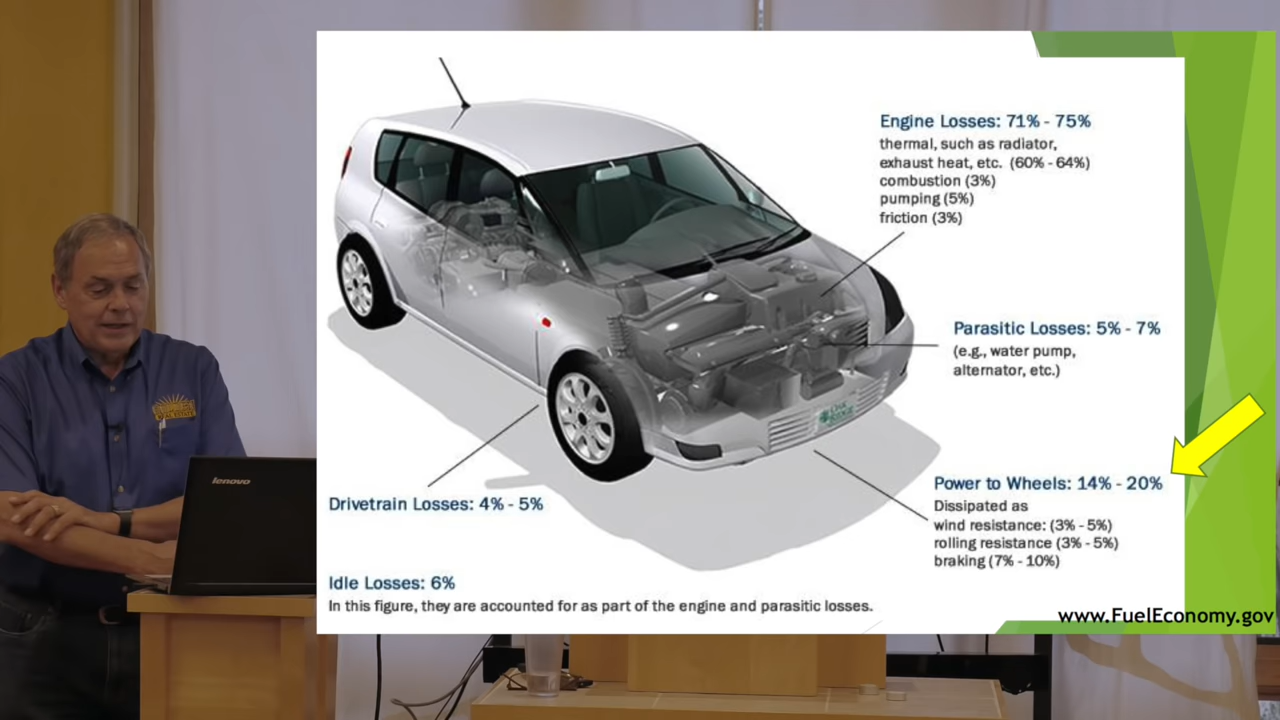 Engine Losses: 71% - 75%
thermal, such as radiator,
exhaust heat, etc. (60% - 64%)
combustion (3%)
pumping (5%)
friction (3%)
Parasitic Losses: 5% - 7%
(e.g., water pump,
alternator, etc.)
Power to Wheels: 14% - 20%
Dissipated as
wind resistance: (3% - 5%)
rolling resistance (3% - 5%)
braking (7% - 10%)
Drivetrain Losses: 4% - 5%
Idle Losses: 6%
In this figure, they are accounted for as part of the engine and parasitic losses.
www.FuelEconomy.gov
lenovo
OAK
RIDGE